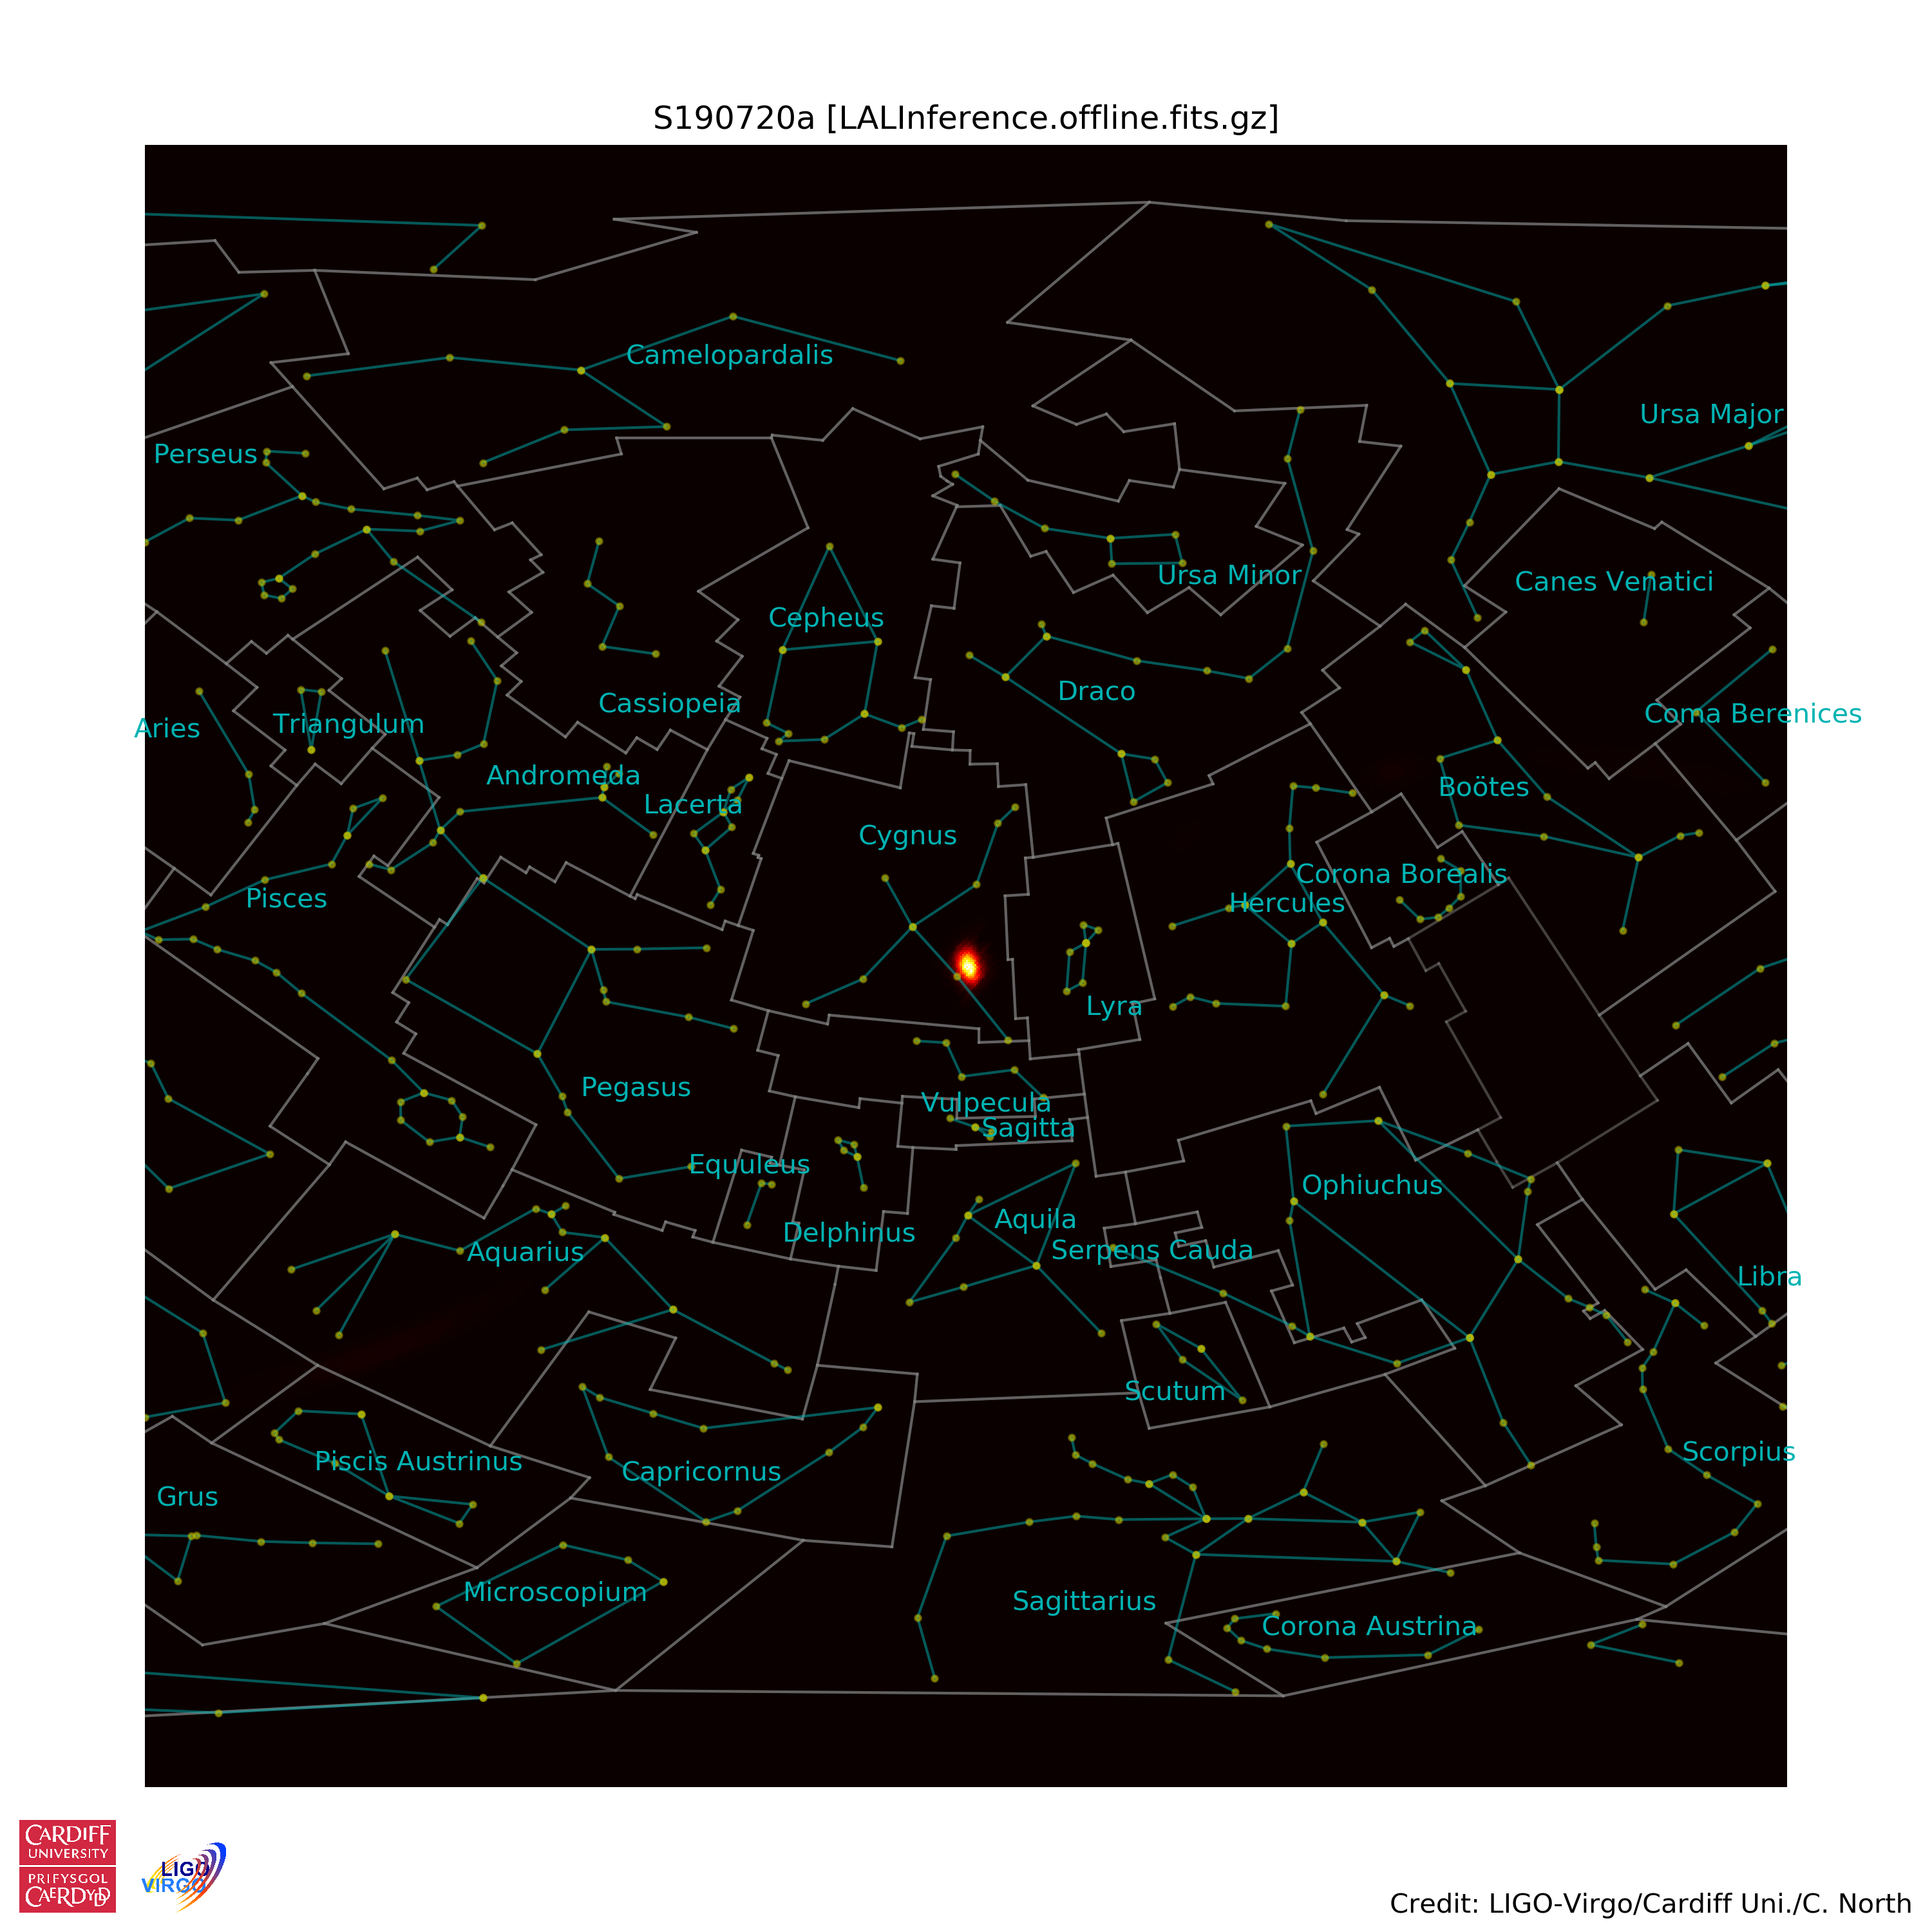 S190720a [LALInference.offline.fits.gz]
Camelopardalis
Ursa Major
Perseus
Ursa Minor
Canes Venatici
Cepheus
Draco
Cassiopeia
Coma Berenices
Aries
Triangulum
Andromeda
Boötes
Lacerta
Cygnus
Corona Borealis
Pisces
Hercules
Lyra
Pegasus
Vulpecula
Sagitta
Equuleus
Ophiuchus
Aquila
Delphinus
Aquarius
Serpens Cauda
Libra
Scutum
Scorpius
Piscis Austrinus
Capricornus
Grus
Microscopium
Sagittarius
Corona Austrina
CARDIFF
UNIVERSITY
PRIFYSGOL
CAERDYDD
LIGO
VIRGO
Credit: LIGO-Virgo/Cardiff Uni./C. North